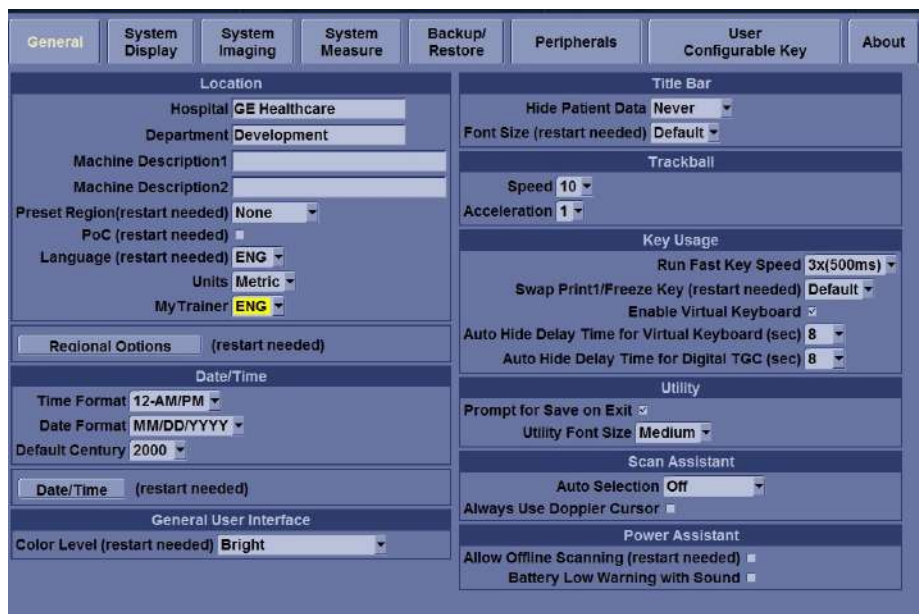 General
System Display
System Imaging
System Measure
Backup/ Restore
Peripherals
User Configurable Key
About
Location
Hospital GE Healthcare
Department Development
Machine Description1
Machine Description2
Preset Region(restart needed) None
PoC (restart needed)
Language (restart needed) ENG
Units Metric
MyTrainer ENG
Regional Options (restart needed)
Date/Time
Time Format 12-AM/PM
Date Format MM/DD/YYYY
Default Century 2000
Date/Time (restart needed)
General User Interface
Color Level (restart needed) Bright
Title Bar
Hide Patient Data Never
Font Size (restart needed) Default
Trackball
Speed 10
Acceleration 1
Key Usage
Run Fast Key Speed 3x(500ms)
Swap Print1/Freeze Key (restart needed) Default
Enable Virtual Keyboard
Auto Hide Delay Time for Virtual Keyboard (sec) 8
Auto Hide Delay Time for Digital TGC (sec) 8
Utility
Prompt for Save on Exit
Utility Font Size Medium
Scan Assistant
Auto Selection Off
Always Use Doppler Cursor
Power Assistant
Allow Offline Scanning (restart needed)
Battery Low Warning with Sound